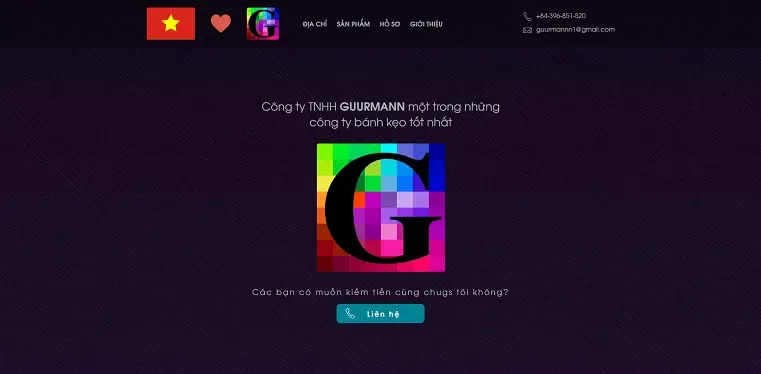 G
ĐỊA CHỈ SẢN PHẨM HỒ SƠ GIỚI THIỆU
+84-396-851-520
guurmannn1@gmail.com
Công ty TNHH GUURMANN một trong những
công ty bánh kẹo tốt nhất
G
Các bạn có muốn kiếm tiền cùng chugs tôi không?
Liên hệ